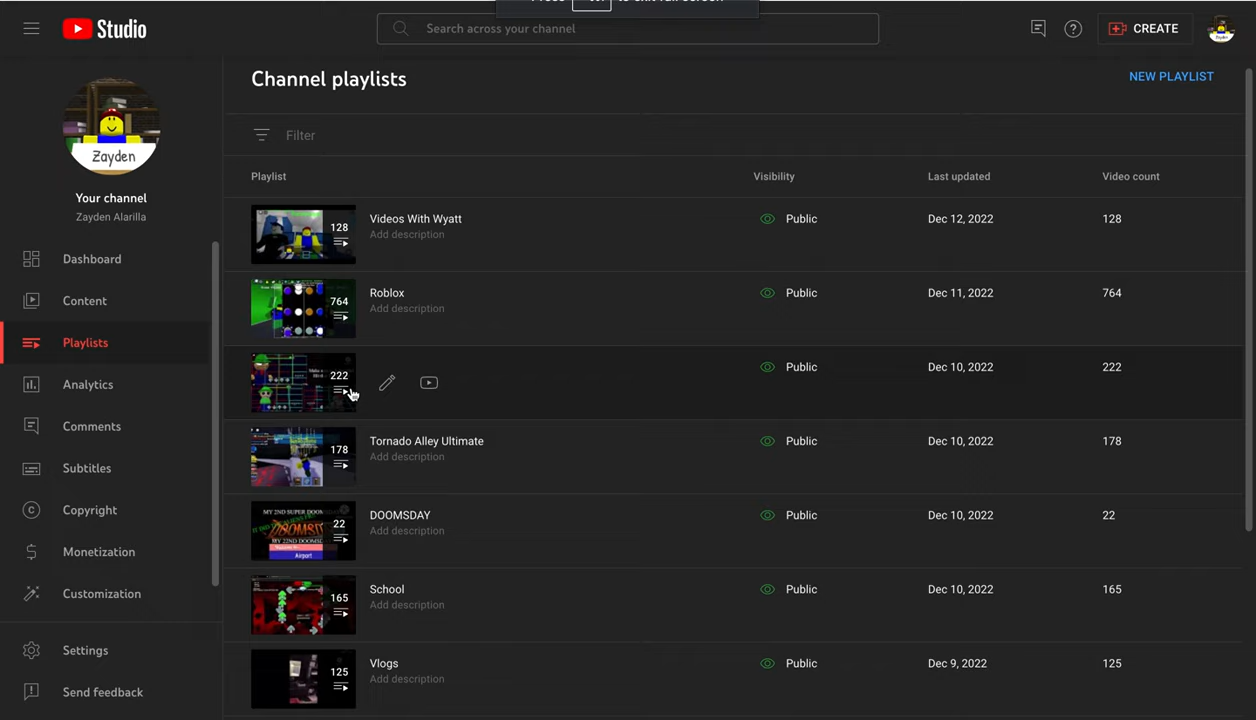 to exit full screen
Studio
Search across your channel
CREATE
Channel playlists
NEW PLAYLIST
Zayden
Your channel
Zayden Alarilla
Filter
Playlist
Visibility
Last updated
Video count
128
Videos With Wyatt
Add description
Public
Dec 12, 2022
128
764
Roblox
Add description
Public
Dec 11, 2022
764
222
Public
Dec 10, 2022
222
178
Tornado Alley Ultimate
Add description
Public
Dec 10, 2022
178
22
DOOMSDAY
Add description
Public
Dec 10, 2022
22
165
School
Add description
Public
Dec 10, 2022
165
125
Vlogs
Add description
Public
Dec 9, 2022
125
Dashboard
Content
Playlists
Analytics
Comments
Subtitles
Copyright
Monetization
Customization
Settings
Send feedback